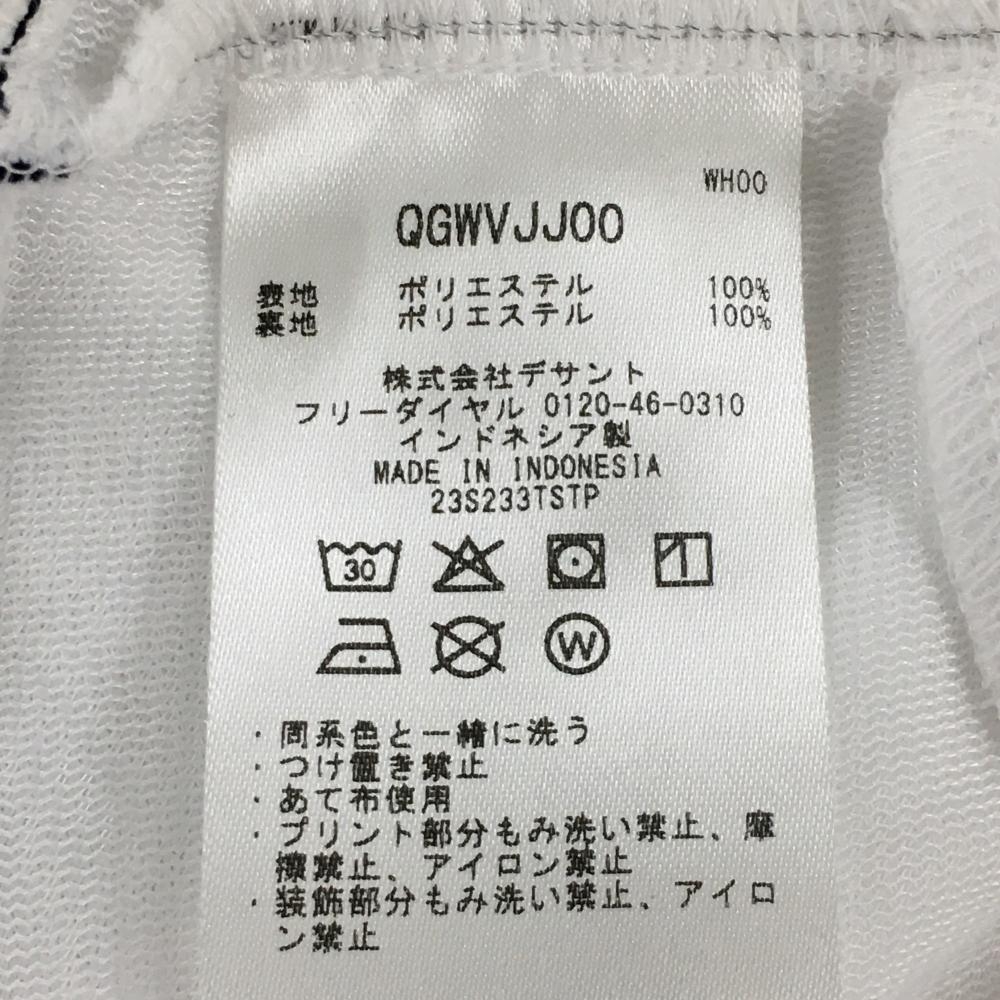 WH00
QGWVJJ00
表地 ポリエステル 100%
裏地 ポリエステル 100%
株式会社デサント
フリーダイヤル 0120-46-0310
インドネシア製
MADE IN INDONESIA
23S233TSTP
30
W
・同系色と一緒に洗う
・つけ置き禁止
・あて布使用
・プリント部分もみ洗い禁止、摩
擦禁止、アイロン禁止
・装飾部分もみ洗い禁止、アイロ
ン禁止